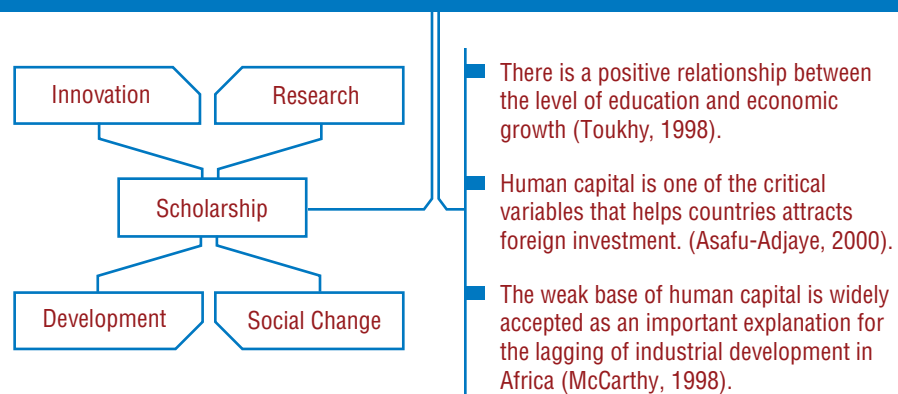 Innovation
Research
Scholarship
Development
Social Change
There is a positive relationship between
the level of education and economic
growth (Toukhy, 1998).
Human capital is one of the critical
variables that helps countries attracts
foreign investment. (Asafu-Adjaye, 2000).
The weak base of human capital is widely
accepted as an important explanation for
the lagging of industrial development in
Africa (McCarthy, 1998).